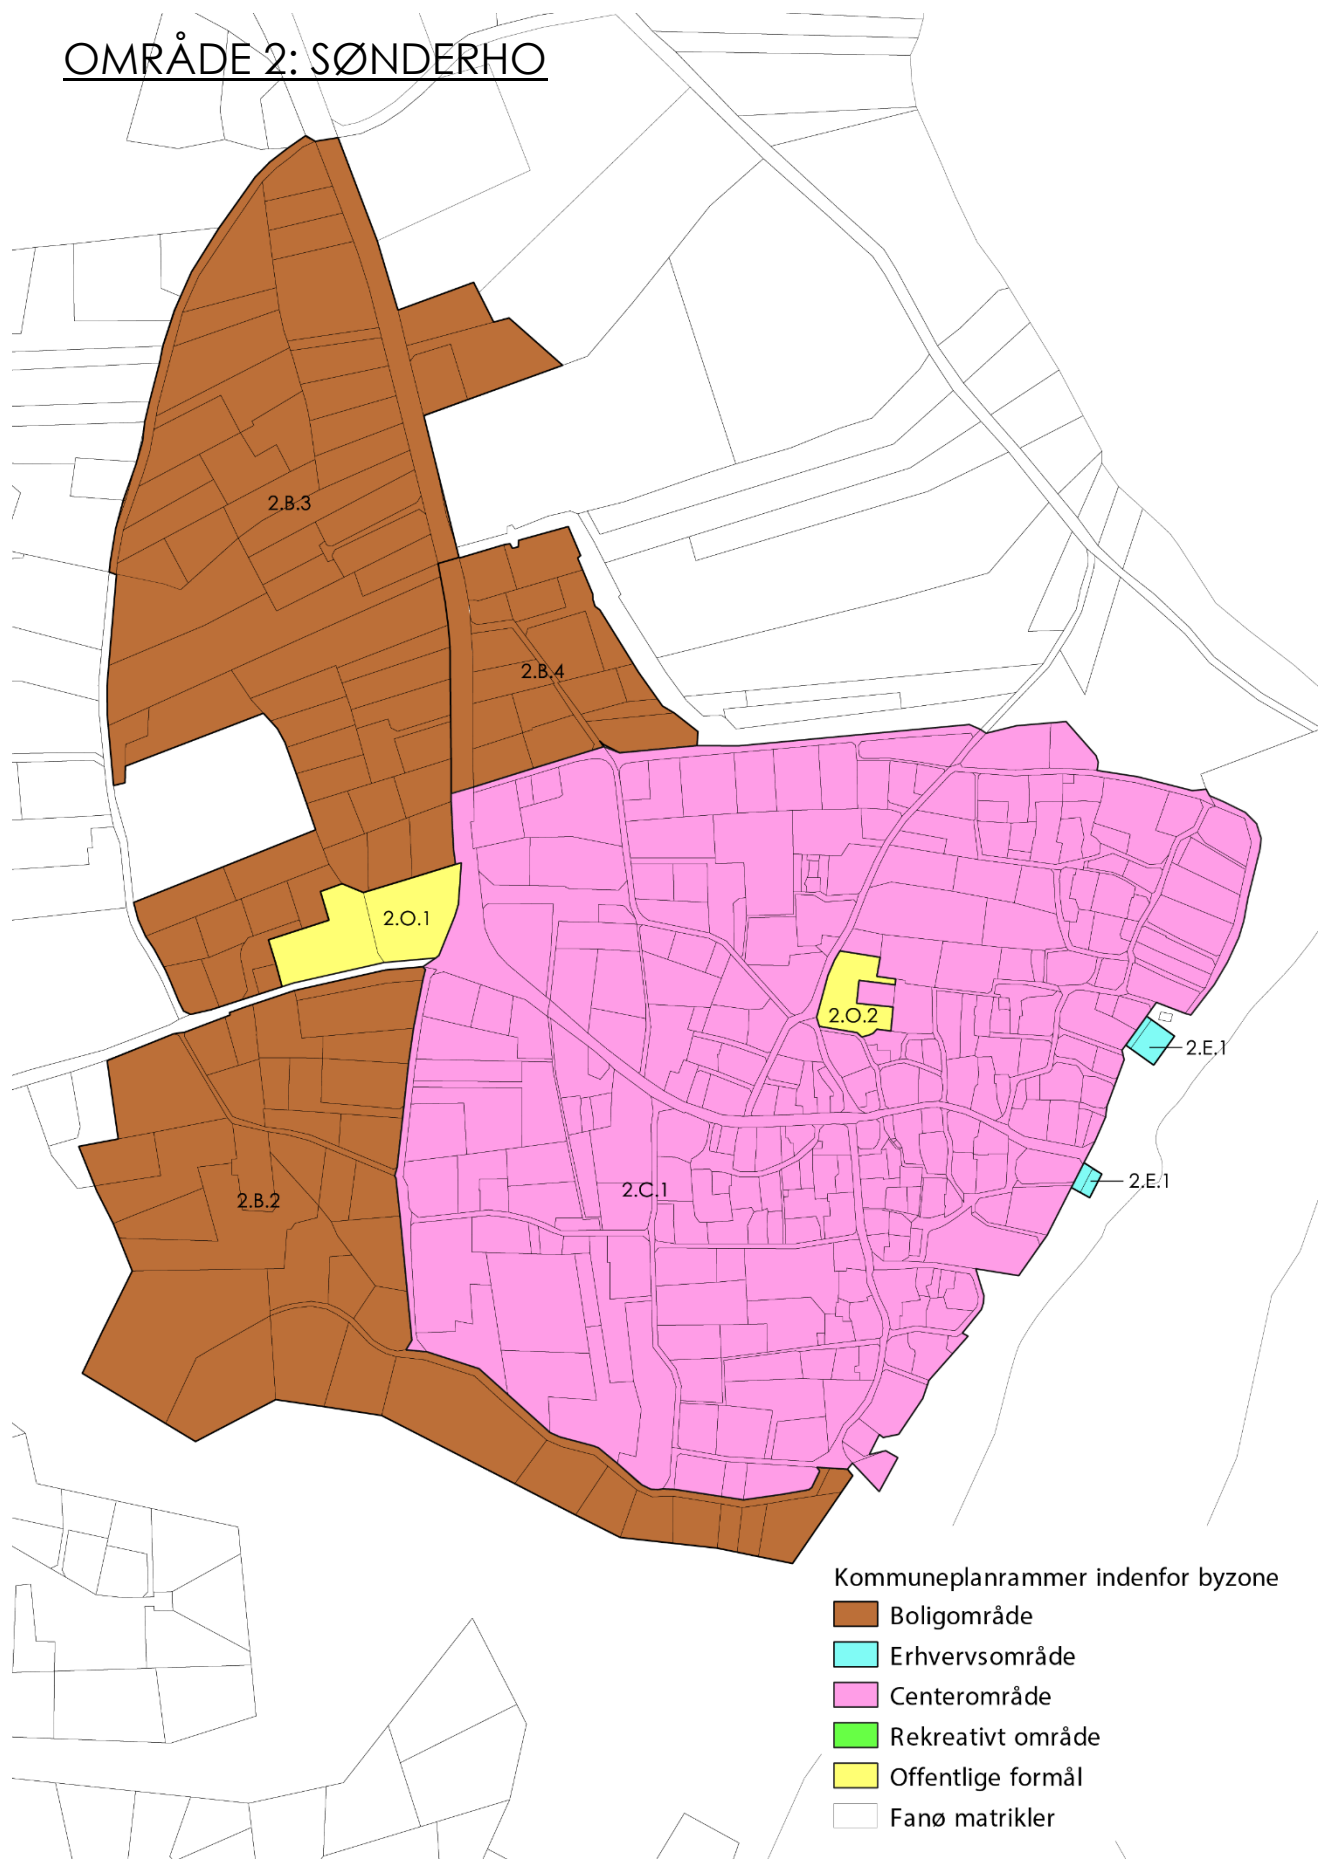 OMRÅDE 2: SØNDERHO
2.B.3
2.B.4
2.O.1
2.O.2
2.E.1
2.E.1
2.C.1
2.B.2
Kommuneplanrammer indenfor byzone
Boligområde
Erhvervsområde
Centerområde
Rekreativt område
Offentlige formål
Fanø matrikler